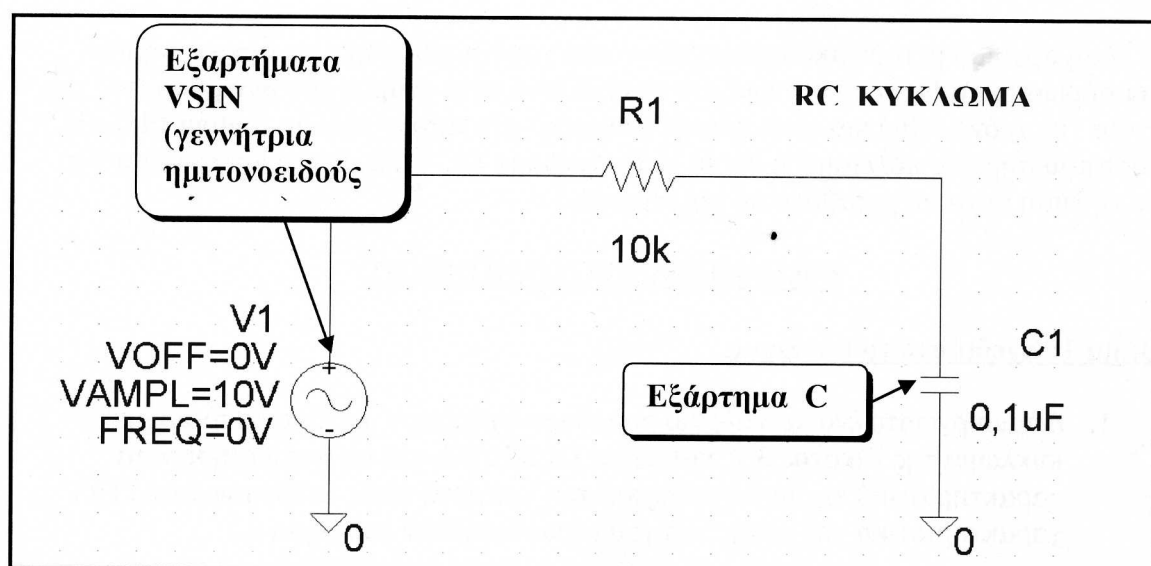 Εξαρτήματα
VSIN
(γεννήτρια
ημιτονοειδούς
RC ΚΥΚΛΩΜΑ
R1
10k
V1
VOFF=0V
VAMPL=10V
FREQ=0V
+
-
0
Εξάρτημα C
C1
0,1uF
0